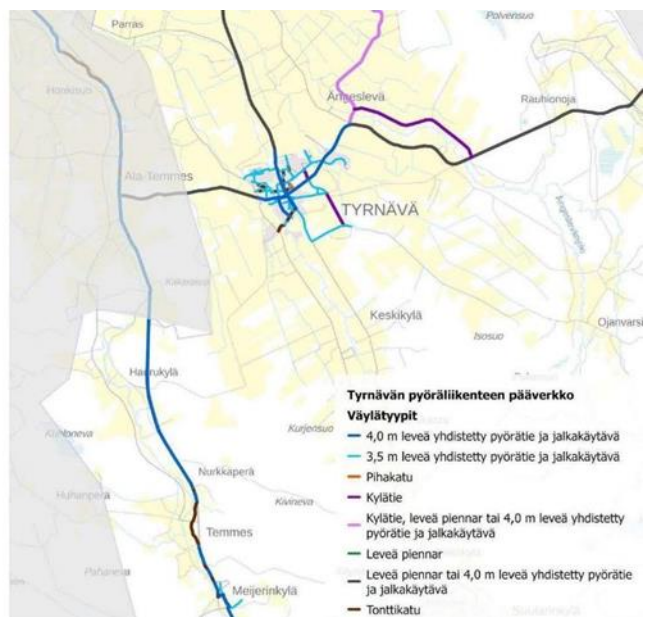 Parras
Polvensuo
Honkisuo
Ängeslevä
Rauhionoja
Ala-Temmes
TYRNÄVÄ
Ängeslevänjoki
Keskikylä
Isosuo
Ojanvarsi
Haurukylä
Kurjensuo
Nurkkaperä
Huhanperä
Kivineva
Temmes
Pahaneva
Meijerinkylä
Tyrnävän pyöräliikenteen pääverkko
Väylätyypit
4,0 m leveä yhdistetty pyörätie ja jalkakäytävä
3,5 m leveä yhdistetty pyörätie ja jalkakäytävä
Pihakatu
Kylätie
Kylätie, leveä piennar tai 4,0 m leveä yhdistetty
pyörätie ja jalkakäytävä
Leveä piennar
Leveä piennar tai 4,0 m leveä yhdistetty pyörätie
ja jalkakäytävä
Tonttikatu